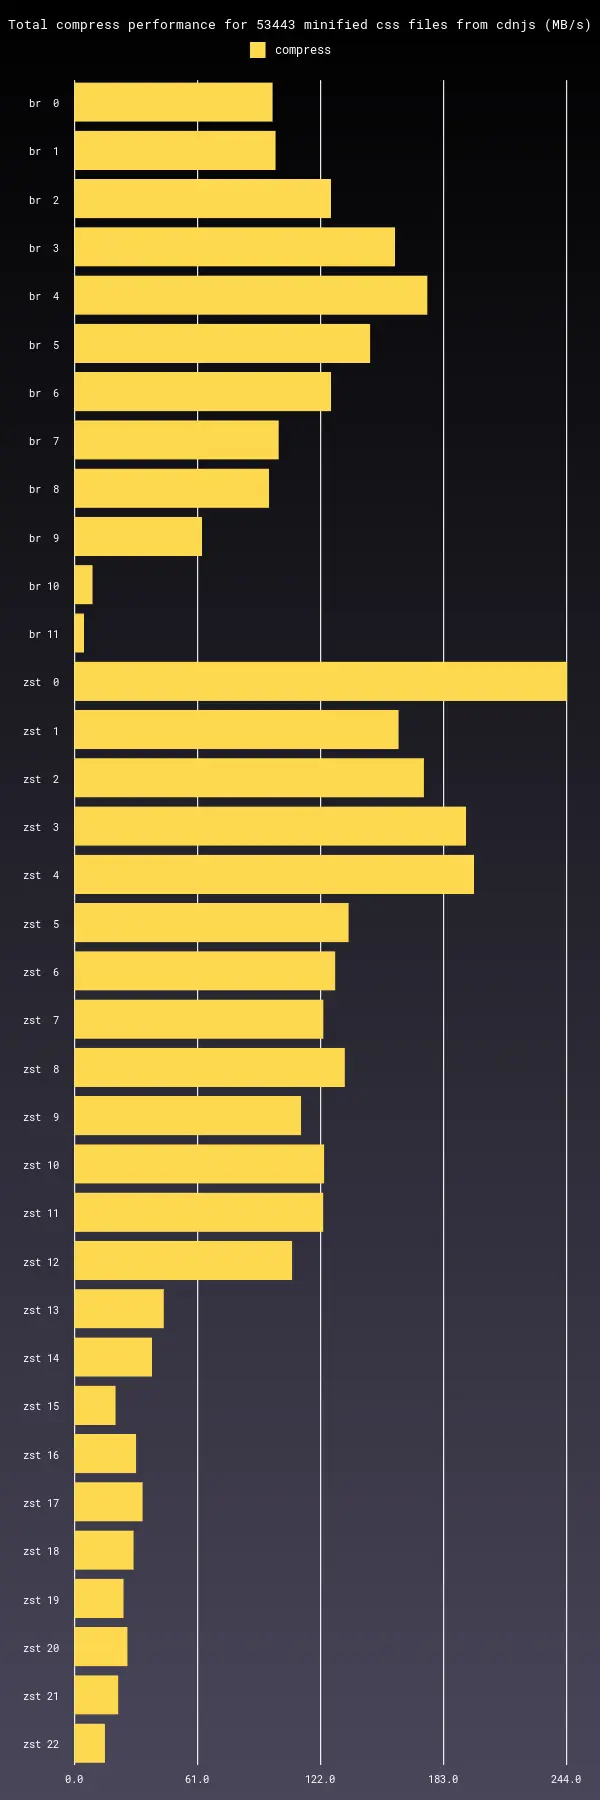 Total compress performance for 53443 minified css files from cdnjs (MB/s)
compress
br 0
br 1
br 2
br 3
br 4
br 5
br 6
br 7
br 8
br 9
br 10
br 11
zst 0
zst 1
zst 2
zst 3
zst 4
zst 5
zst 6
zst 7
zst 8
zst 9
zst 10
zst 11
zst 12
zst 13
zst 14
zst 15
zst 16
zst 17
zst 18
zst 19
zst 20
zst 21
zst 22
0.0 61.0 122.0 183.0 244.0